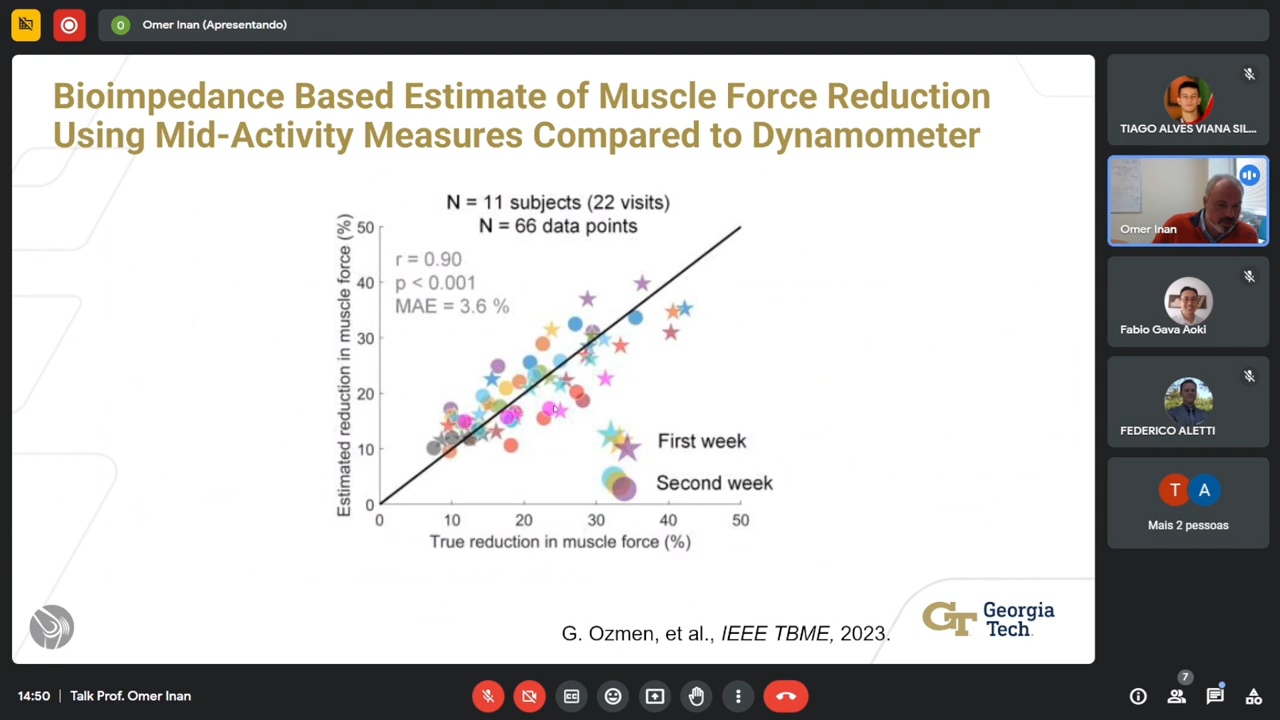 O Omer Inan (Apresentando)
Bioimpedance Based Estimate of Muscle Force Reduction
Using Mid-Activity Measures Compared to Dynamometer
N = 11 subjects (22 visits)
N = 66 data points
r = 0.90
p < 0.001
MAE = 3.6 %
Estimated reduction in muscle force (%)
50
40
30
20
10
0
First week
Second week
0 10 20 30 40 50
True reduction in muscle force (%)
G. Ozmen, et al., IEEE TBME, 2023.
GT Georgia
Tech.
TIAGO ALVES VIANA SIL...
Omer Inan
Fabio Gava Aoki
FEDERICO ALETTI
T A
Mais 2 pessoas
14:50 | Talk Prof. Omer Inan
CC
7